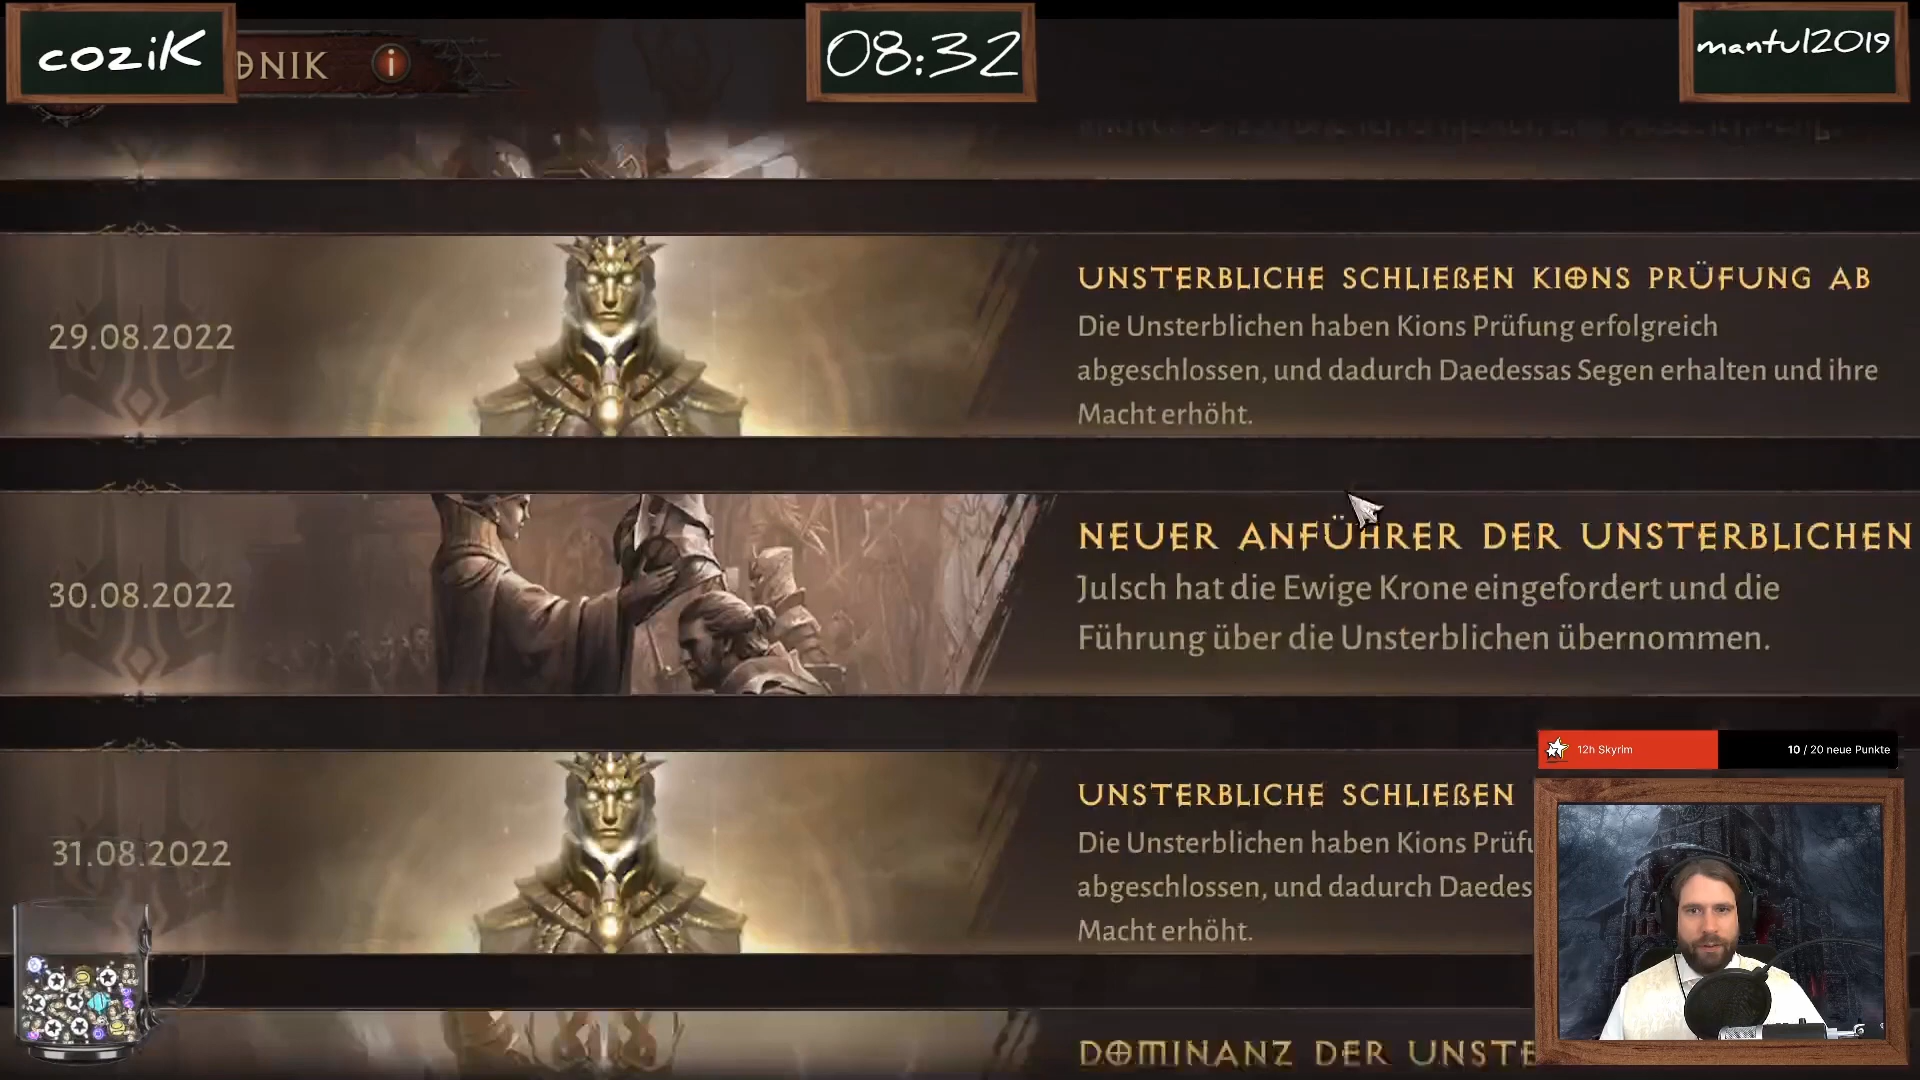 coziK
08:32
mantul2019
ONIK
i
29.08.2022
UNSTERBLICHE SCHLIEßEN KIONS PRÜFUNG AB
Die Unsterblichen haben Kions Prüfung erfolgreich
abgeschlossen, und dadurch Daedessas Segen erhalten und ihre
Macht erhöht.
30.08.2022
NEUER ANFÜHRER DER UNSTERBLICHEN
Julsch hat die Ewige Krone eingefordert und die
Führung über die Unsterblichen übernommen.
12h Skyrim
10 / 20 neue Punkte
31.08.2022
UNSTERBLICHE SCHLIEßEN
Die Unsterblichen haben Kions Prüfu
abgeschlossen, und dadurch Daedes
Macht erhöht.
DOMINANZ DER UNSTE